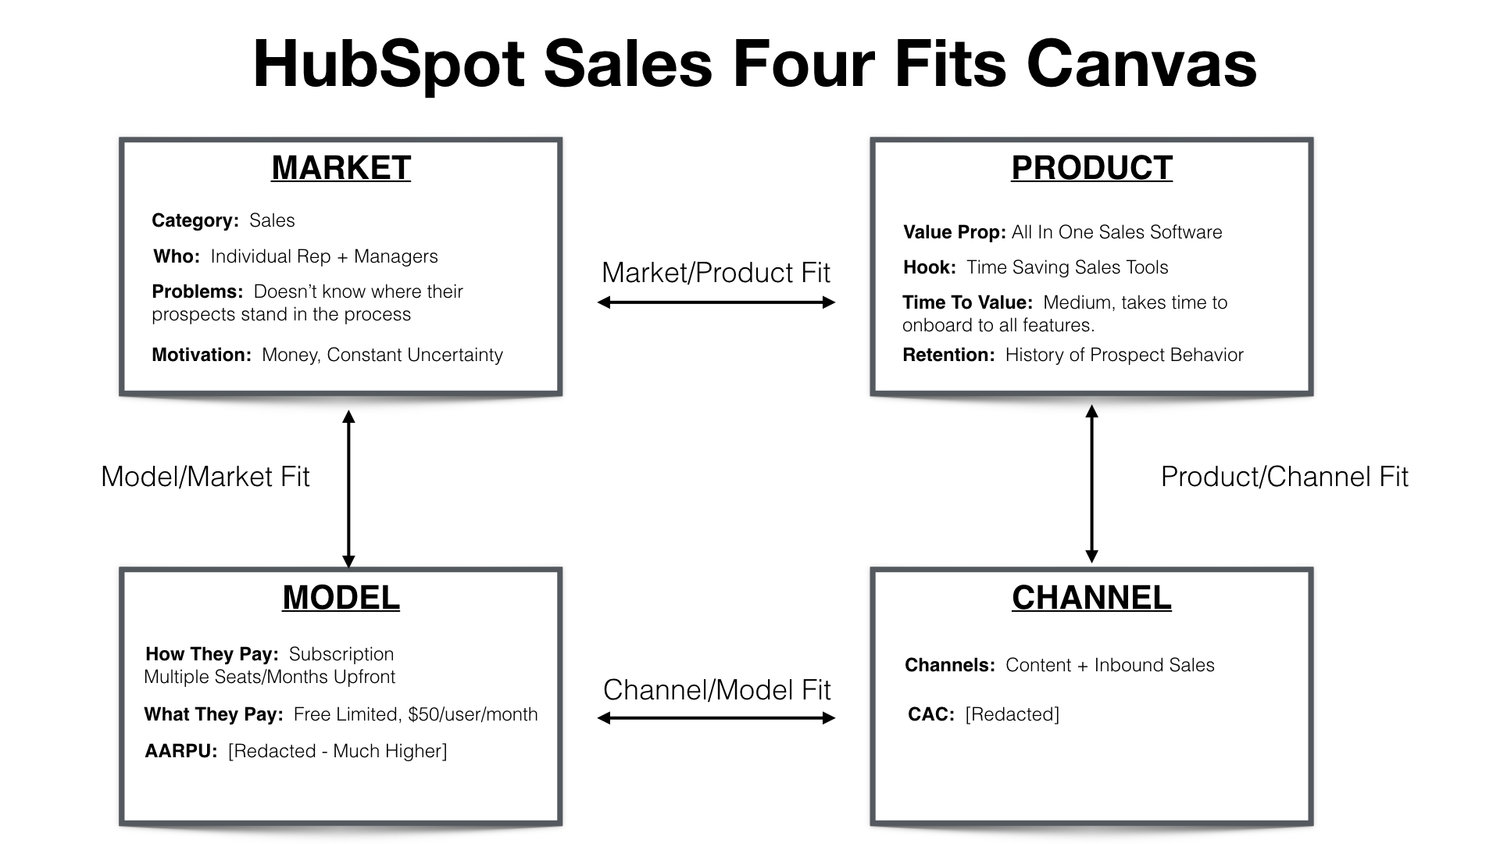 HubSpot Sales Four Fits Canvas
MARKET
Category: Sales
Who: Individual Rep + Managers
Problems: Doesn’t know where their
prospects stand in the process
Motivation: Money, Constant Uncertainty
Market/Product Fit
PRODUCT
Value Prop: All In One Sales Software
Hook: Time Saving Sales Tools
Time To Value: Medium, takes time to
onboard to all features.
Retention: History of Prospect Behavior
Model/Market Fit
Product/Channel Fit
MODEL
How They Pay: Subscription
Multiple Seats/Months Upfront
What They Pay: Free Limited, $50/user/month
AARPU: [Redacted - Much Higher]
Channel/Model Fit
CHANNEL
Channels: Content + Inbound Sales
CAC: [Redacted]